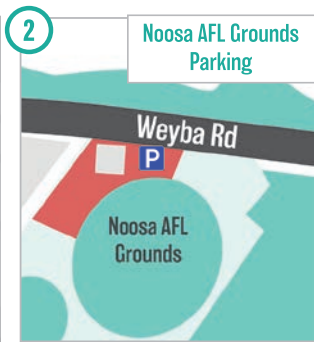 2
Noosa AFL Grounds
Parking
Weyba Rd
P
Noosa AFL
Grounds